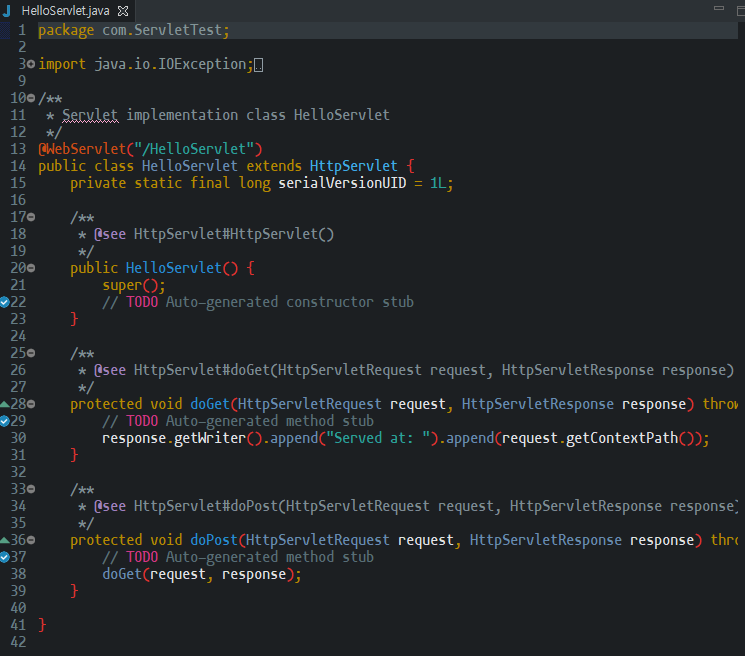 HelloServlet.java
1 package com.ServletTest;
2
3 import java.io.IOException;
9
10 /**
11  * Servlet implementation class HelloServlet
12  */
13 @WebServlet("/HelloServlet")
14 public class HelloServlet extends HttpServlet {
15     private static final long serialVersionUID = 1L;
16
17     /**
18      * @see HttpServlet#HttpServlet()
19      */
20     public HelloServlet() {
21         super();
22         // TODO Auto-generated constructor stub
23     }
24
25     /**
26      * @see HttpServlet#doGet(HttpServletRequest request, HttpServletResponse response)
27      */
28     protected void doGet(HttpServletRequest request, HttpServletResponse response) throw
29         // TODO Auto-generated method stub
30         response.getWriter().append("Served at: ").append(request.getContextPath());
31     }
32
33     /**
34      * @see HttpServlet#doPost(HttpServletRequest request, HttpServletResponse response)
35      */
36     protected void doPost(HttpServletRequest request, HttpServletResponse response) thro
37         // TODO Auto-generated method stub
38         doGet(request, response);
39     }
40
41 }
42